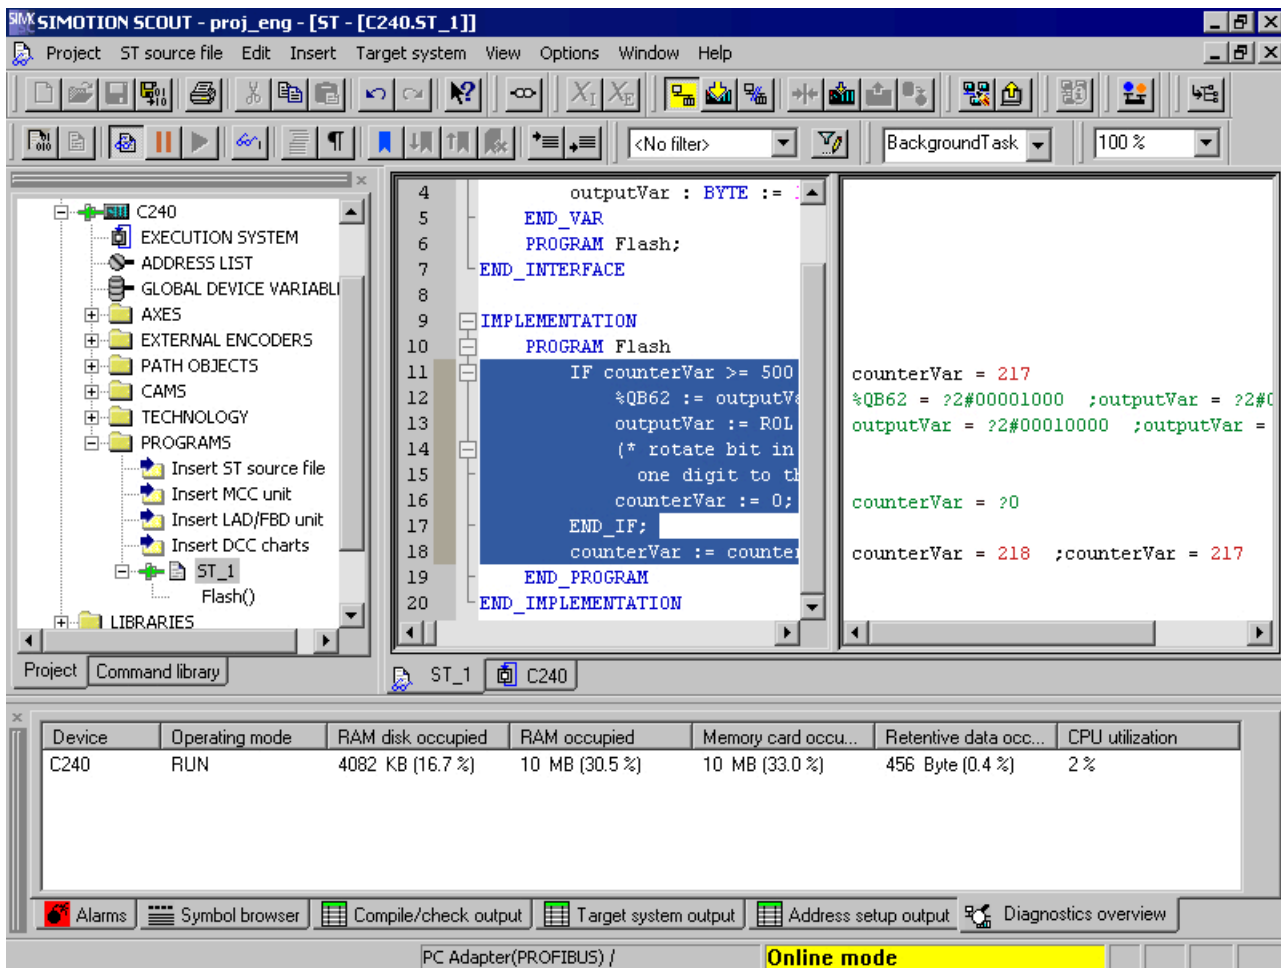 SIMOTION SCOUT - proj_eng - [ST - [C240.ST_1]]
Project ST source file Edit Insert Target system View Options Window Help
<No filter> BackgroundTask 100 %
C240
EXECUTION SYSTEM
ADDRESS LIST
GLOBAL DEVICE VARIABL
AXES
EXTERNAL ENCODERS
PATH OBJECTS
CAMS
TECHNOLOGY
PROGRAMS
Insert ST source file
Insert MCC unit
Insert LAD/FBD unit
Insert DCC charts
ST_1
Flash()
LIBRARIES
Project Command library
4 outputVar : BYTE :=
5 END_VAR
6 PROGRAM Flash;
7 END_INTERFACE
8
9 IMPLEMENTATION
10 PROGRAM Flash
11 IF counterVar >= 500
12 %QB62 := outputVa
13 outputVar := ROL
14 (* rotate bit in
15 one digit to th
16 counterVar := 0;
17 END_IF;
18 counterVar := counter
19 END_PROGRAM
20 END_IMPLEMENTATION
counterVar = 217
%QB62 = ?2#00001000 ;outputVar = ?2#0
outputVar = ?2#00010000 ;outputVar =
counterVar = ?0
counterVar = 218 ;counterVar = 217
ST_1 C240
Device Operating mode RAM disk occupied RAM occupied Memory card occu... Retentive data occ... CPU utilization
C240 RUN 4082 KB (16.7 %) 10 MB (30.5 %) 10 MB (33.0 %) 456 Byte (0.4 %) 2 %
Alarms Symbol browser Compile/check output Target system output Address setup output Diagnostics overview
PC Adapter(PROFIBUS) / Online mode